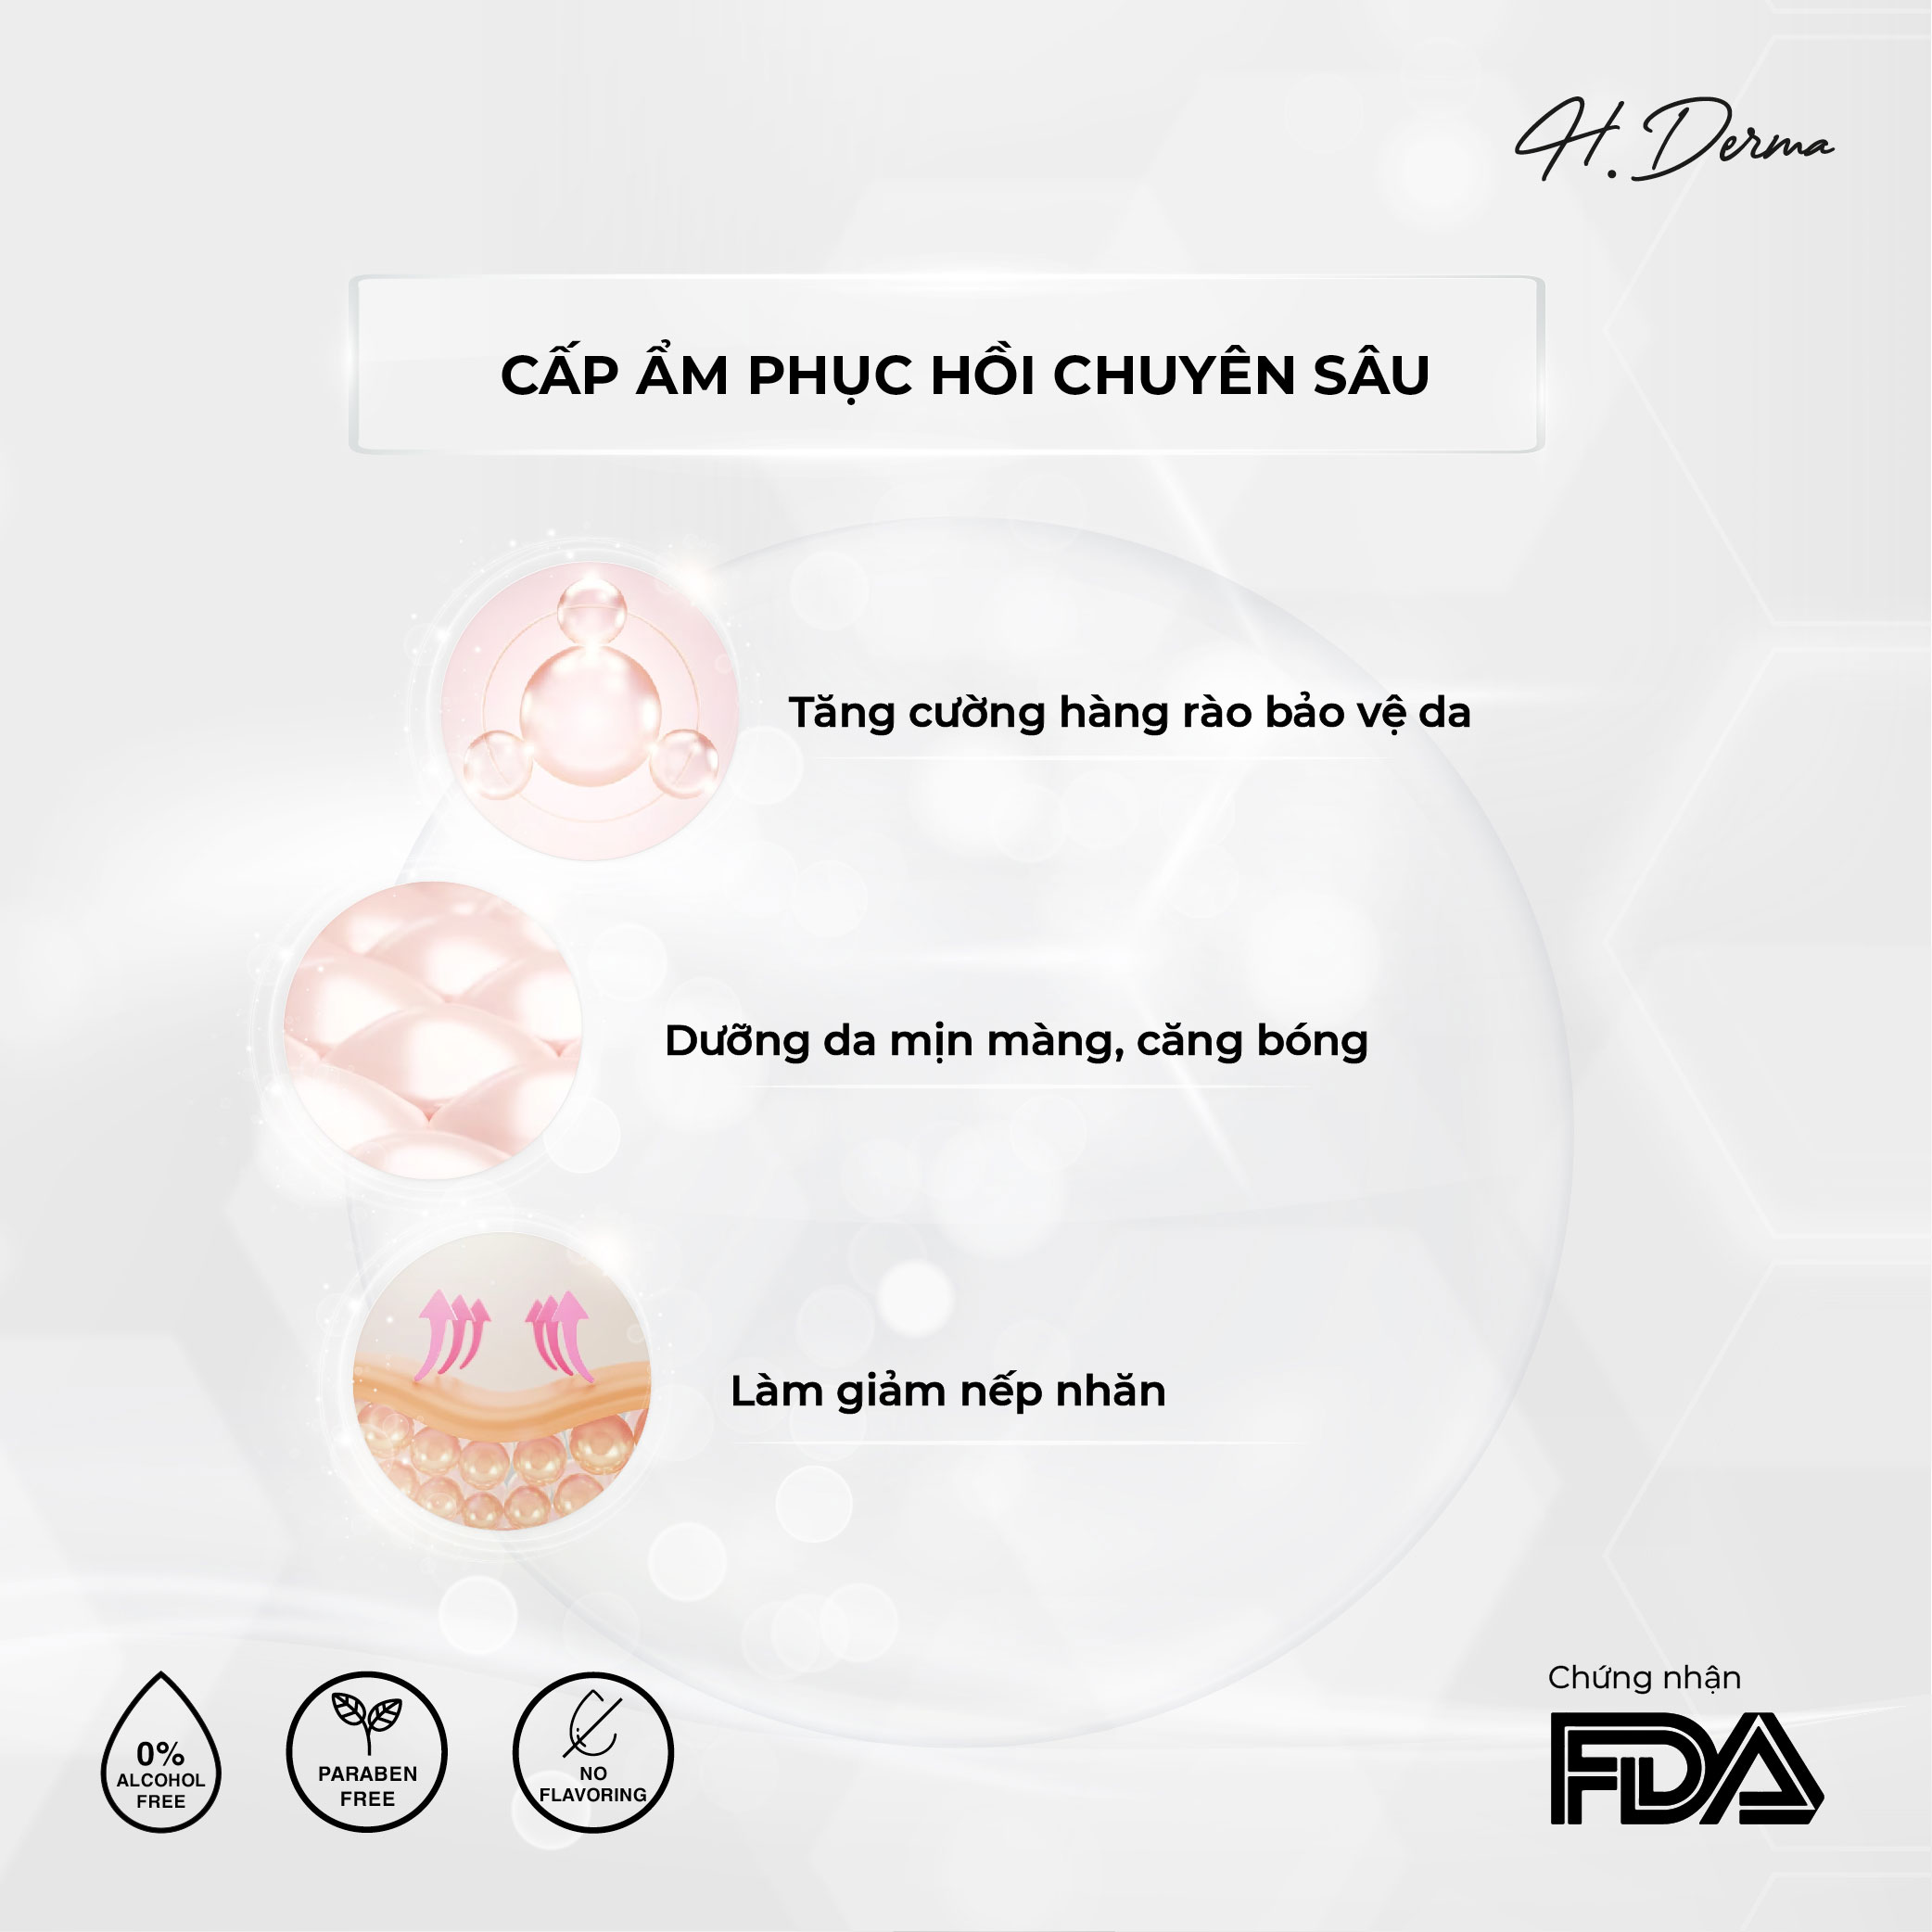 H. Derma
CẤP ẨM PHỤC HỒI CHUYÊN SÂU
Tăng cường hàng rào bảo vệ da
Dưỡng da mịn màng, căng bóng
Làm giảm nếp nhăn
0%
ALCOHOL
FREE
PARABEN
FREE
NO
FLAVORING
Chứng nhận
FDA